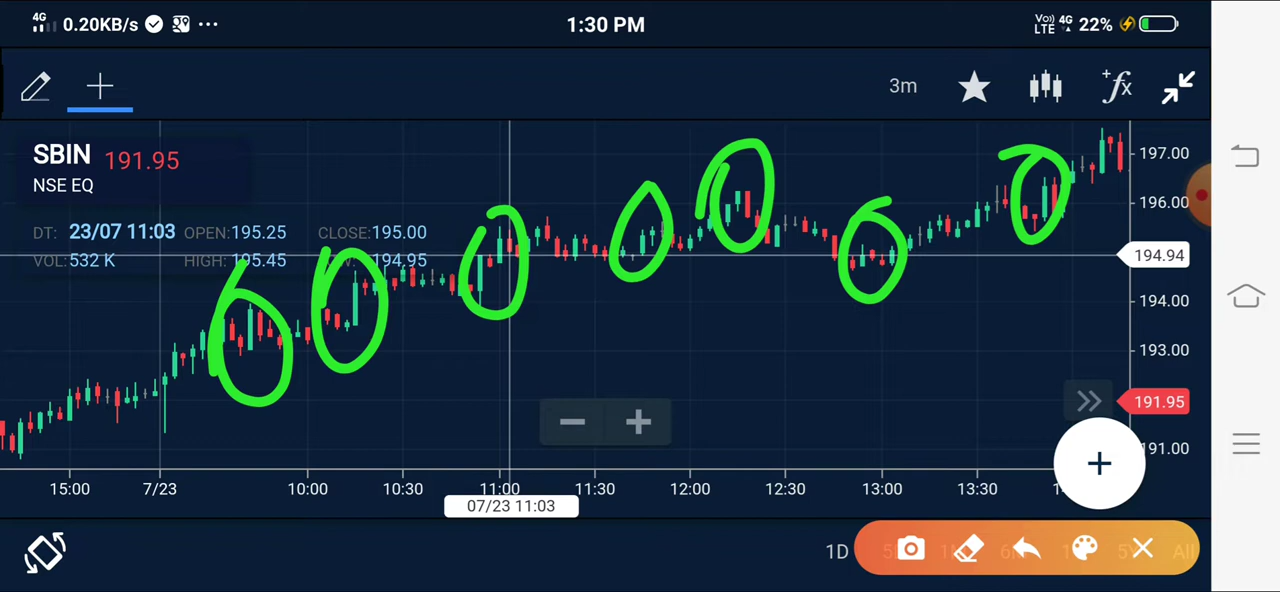 4G 0.20KB/s 1:30 PM Vo)) LTE 4G 22%
3m
SBIN 191.95
NSE EQ
DT: 23/07 11:03 OPEN:195.25 CLOSE:195.00
VOL:532 K HIGH: 195.45 :194.95
197.00
196.00
194.94
194.00
193.00
191.95
191.00
15:00 7/23 10:00 10:30 11:00 11:30 12:00 12:30 13:00 13:30
07/23 11:03
1D All